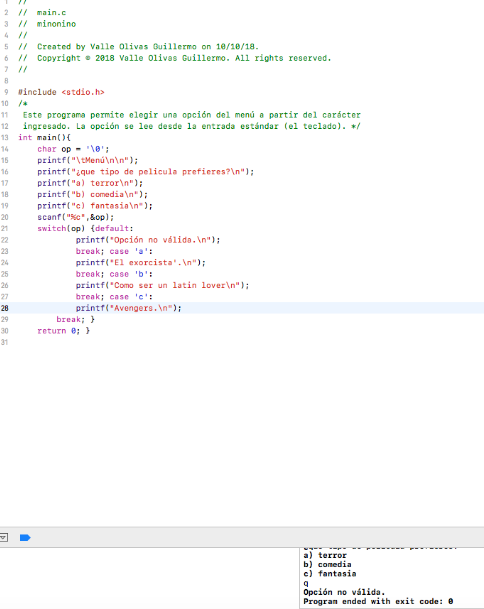 1 //
2 // main.c
3 // minonino
4 //
5 // Created by Valle Olivas Guillermo on 10/10/18.
6 // Copyright © 2018 Valle Olivas Guillermo. All rights reserved.
7 //
8
9 #include <stdio.h>
10 /*
11 Este programa permite elegir una opción del menú a partir del carácter
12 ingresado. La opción se lee desde la entrada estándar (el teclado). */
13 int main(){
14 char op = '\0';
15 printf("\tMenú\n\n");
16 printf("¿que tipo de pelicula prefieres?\n");
17 printf("a) terror\n");
18 printf("b) comedia\n");
19 printf("c) fantasia\n");
20 scanf("%c",&op);
21 switch(op) {default:
22 printf("Opción no válida.\n");
23 break; case 'a':
24 printf("El exorcista'.\n");
25 break; case 'b':
26 printf("Como ser un latin lover\n");
27 break; case 'c':
28 printf("Avengers.\n");
29 break; }
30 return 0; }
31
a) terror
b) comedia
c) fantasia
q
Opción no válida.
Program ended with exit code: 0